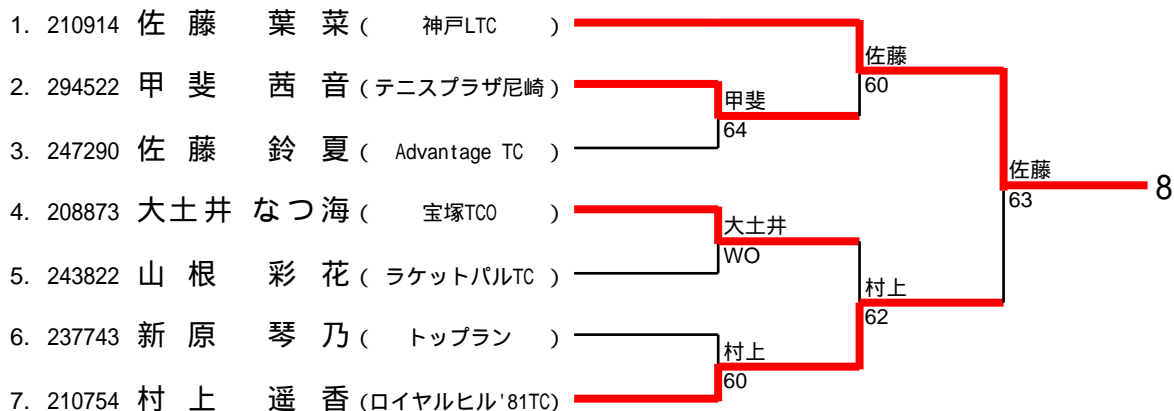 1. 210914 佐藤 葉菜 ( 神戸LTC )
佐藤
60
2. 294522 甲斐 茜音 (テニスプラザ尼崎)
甲斐
64
3. 247290 佐藤 鈴夏 ( Advantage TC )
佐藤
63
8
4. 208873 大土井 なつ海 ( 宝塚TCO )
大土井
WO
5. 243822 山根 彩花 ( ラケットパルTC )
村上
62
6. 237743 新原 琴乃 ( トップラン )
村上
60
7. 210754 村上 遥香 (ロイヤルヒル'81TC)